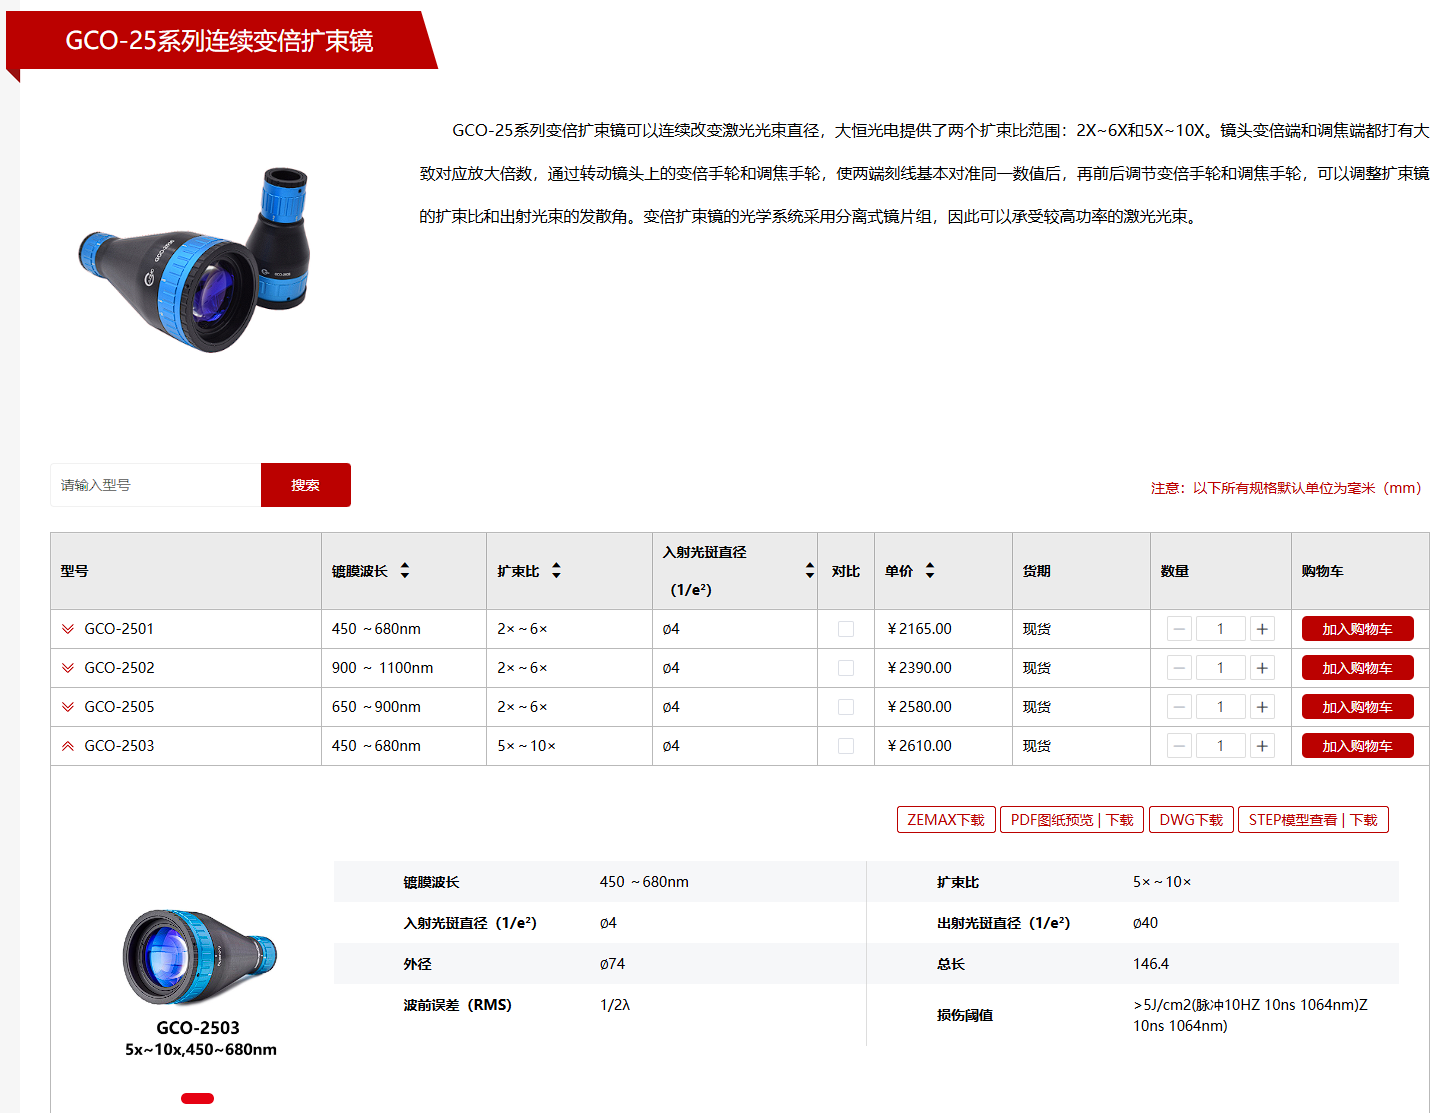 GCO-25系列连续变倍扩束镜
GCO-25系列变倍扩束镜可以连续改变激光光束直径，大恒光电提供了两个扩束比范围：2X~6X和5X~10X。镜头变倍端和调焦端都打有大
致对应放大倍数，通过转动镜头上的变倍手轮和调焦手轮，使两端刻线基本对准同一数值后，再前后调节变倍手轮和调焦手轮，可以调整扩束镜
的扩束比和出射光束的发散角。变倍扩束镜的光学系统采用分离式镜片组，因此可以承受较高功率的激光光束。
请输入型号 搜索
注意：以下所有规格默认单位为毫米（mm）
型号 镀膜波长 扩束比 入射光斑直径（1/e²） 对比 单价 货期 数量 购物车
GCO-2501 450 ~680nm 2×~6× ø4 ¥2165.00 现货 1 加入购物车
GCO-2502 900 ~ 1100nm 2×~6× ø4 ¥2390.00 现货 1 加入购物车
GCO-2505 650 ~900nm 2×~6× ø4 ¥2580.00 现货 1 加入购物车
GCO-2503 450 ~680nm 5×~10× ø4 ¥2610.00 现货 1 加入购物车
ZEMAX下载 PDF图纸预览 | 下载 DWG下载 STEP模型查看 | 下载
镀膜波长 450 ~680nm 扩束比 5×~10×
入射光斑直径（1/e²） ø4 出射光斑直径（1/e²） ø40
外径 ø74 总长 146.4
波前误差（RMS） 1/2λ 损伤阈值 >5J/cm2(脉冲10HZ 10ns 1064nm)Z
10ns 1064nm)
GCO-2503
5x~10x,450~680nm